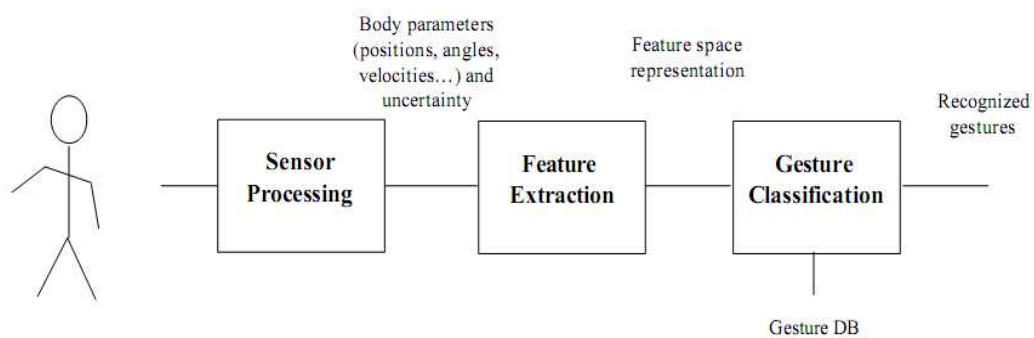 Body parameters
(positions, angles,
velocities...) and
uncertainty
Feature space
representation
Recognized
gestures
Sensor
Processing
Feature
Extraction
Gesture
Classification
Gesture DB